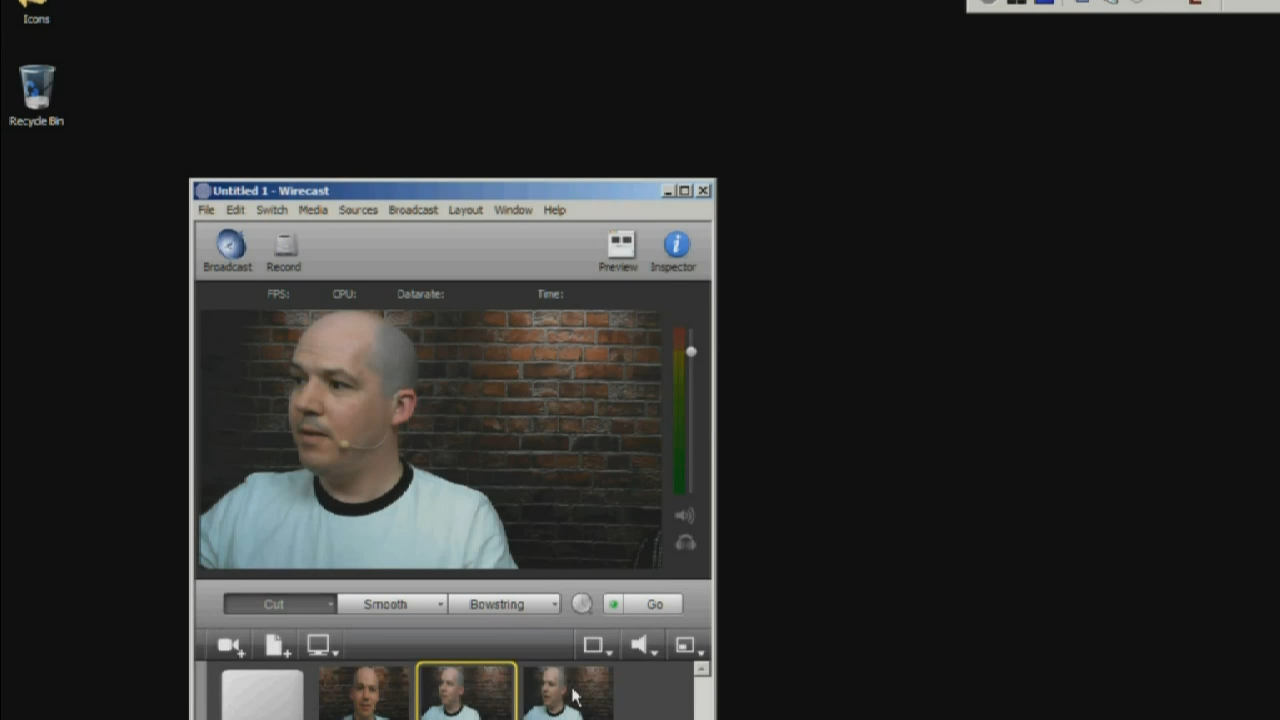 Icons
Recycle Bin
Untitled 1 - Wirecast
File Edit Switch Media Sources Broadcast Layout Window Help
Broadcast Record Preview Inspector
FPS: CPU: Datarate: Time:
Cut Smooth Bowstring Go